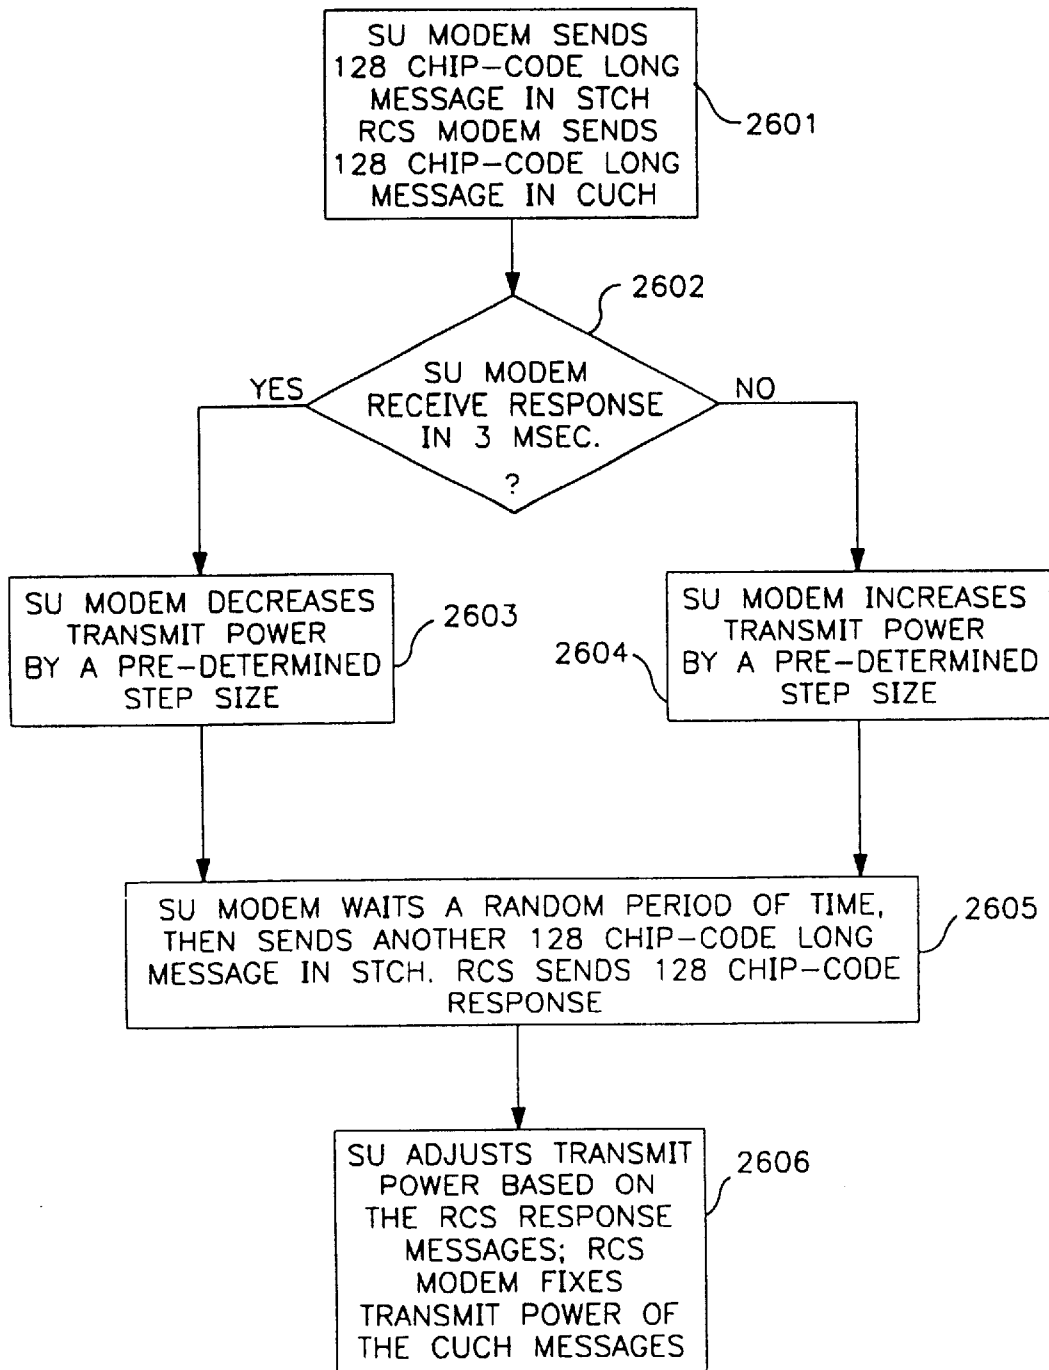 SU MODEM SENDS
128 CHIP-CODE LONG
MESSAGE IN STCH
RCS MODEM SENDS
128 CHIP-CODE LONG
MESSAGE IN CUCH
2601
2602
SU MODEM
RECEIVE RESPONSE
IN 3 MSEC.
?
YES
NO
SU MODEM DECREASES
TRANSMIT POWER
BY A PRE-DETERMINED
STEP SIZE
2603
SU MODEM INCREASES
TRANSMIT POWER
BY A PRE-DETERMINED
STEP SIZE
2604
SU MODEM WAITS A RANDOM PERIOD OF TIME,
THEN SENDS ANOTHER 128 CHIP-CODE LONG
MESSAGE IN STCH. RCS SENDS 128 CHIP-CODE
RESPONSE
2605
SU ADJUSTS TRANSMIT
POWER BASED ON
THE RCS RESPONSE
MESSAGES; RCS
MODEM FIXES
TRANSMIT POWER OF
THE CUCH MESSAGES
2606